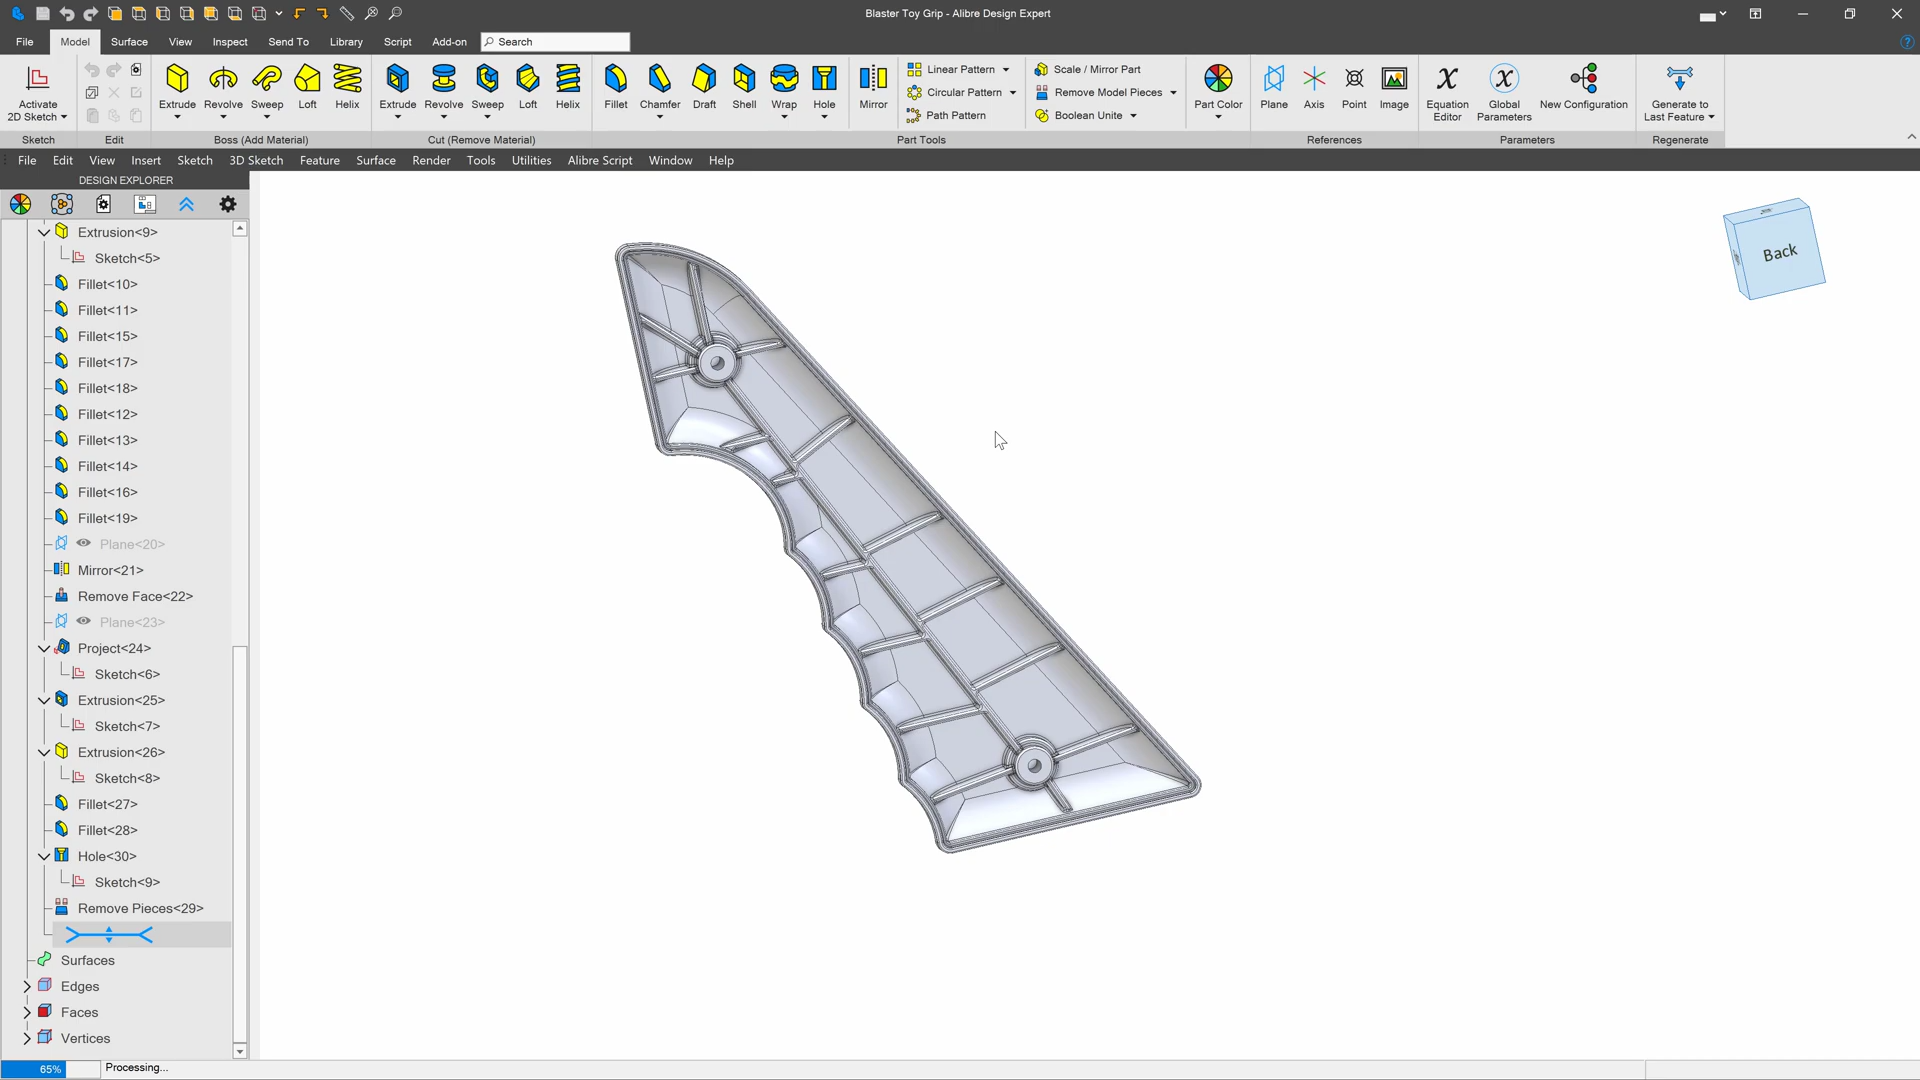 Blaster Toy Grip - Alibre Design Expert
File Model Surface View Inspect Send To Library Script Add-on Search
Activate
2D Sketch
Extrude Revolve Sweep Loft Helix
Extrude Revolve Sweep Loft Helix
Fillet Chamfer Draft Shell Wrap Hole Mirror
Linear Pattern
Circular Pattern
Path Pattern
Scale / Mirror Part
Remove Model Pieces
Boolean Unite
Part Color
Plane Axis Point Image
Equation
Editor
Global
Parameters
New Configuration
Generate to
Last Feature
Sketch Edit Boss (Add Material) Cut (Remove Material) Part Tools References Parameters Regenerate
File Edit View Insert Sketch 3D Sketch Feature Surface Render Tools Utilities Alibre Script Window Help
DESIGN EXPLORER
Extrusion<9>
Sketch<5>
Fillet<10>
Fillet<11>
Fillet<15>
Fillet<17>
Fillet<18>
Fillet<12>
Fillet<13>
Fillet<14>
Fillet<16>
Fillet<19>
Plane<20>
Mirror<21>
Remove Face<22>
Plane<23>
Project<24>
Sketch<6>
Extrusion<25>
Sketch<7>
Extrusion<26>
Sketch<8>
Fillet<27>
Fillet<28>
Hole<30>
Sketch<9>
Remove Pieces<29>
Surfaces
Edges
Faces
Vertices
Back
65% Processing...